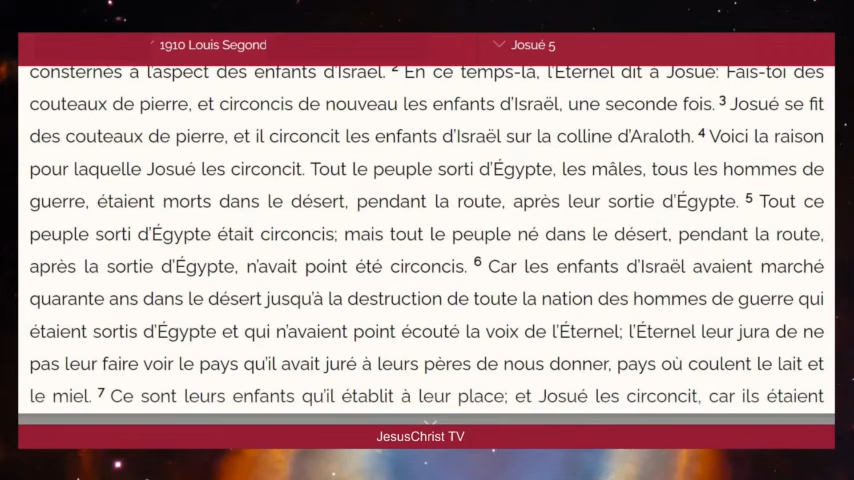 1910 Louis Segond
Josué 5
consternés à l'aspect des enfants d'Israël. 2 En ce temps-là, l'Éternel dit à Josué: Fais-toi des
couteaux de pierre, et circoncis de nouveau les enfants d'Israël, une seconde fois. 3 Josué se fit
des couteaux de pierre, et il circoncit les enfants d'Israël sur la colline d'Araloth. 4 Voici la raison
pour laquelle Josué les circoncit. Tout le peuple sorti d'Égypte, les mâles, tous les hommes de
guerre, étaient morts dans le désert, pendant la route, après leur sortie d'Égypte. 5 Tout ce
peuple sorti d'Égypte était circoncis; mais tout le peuple né dans le désert, pendant la route,
après la sortie d'Égypte, n'avait point été circoncis. 6 Car les enfants d'Israël avaient marché
quarante ans dans le désert jusqu'à la destruction de toute la nation des hommes de guerre qui
étaient sortis d'Égypte et qui n'avaient point écouté la voix de l'Éternel; l'Éternel leur jura de ne
pas leur faire voir le pays qu'il avait juré à leurs pères de nous donner, pays où coulent le lait et
le miel. 7 Ce sont leurs enfants qu'il établit à leur place; et Josué les circoncit, car ils étaient
JesusChrist TV